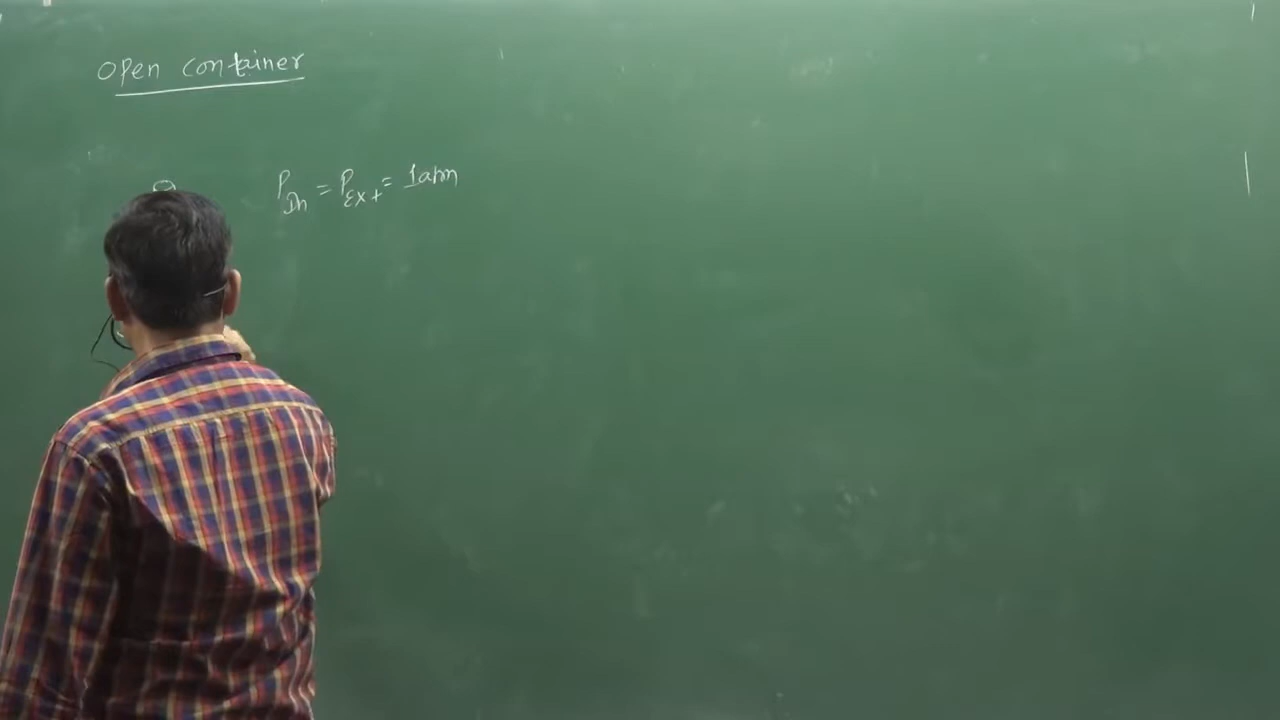 Open container
P_In = P_Ext = 1atm